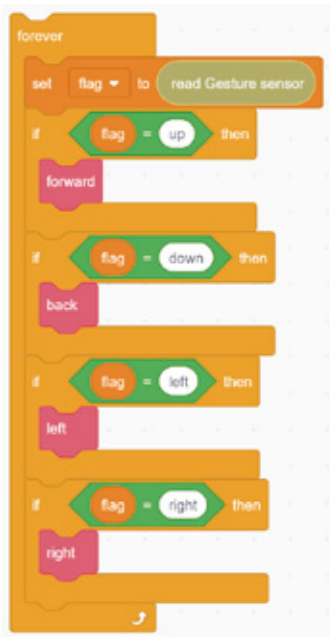 forever
set flag to read Gesture sensor
if flag = up then
forward
if flag = down then
back
if flag = left then
left
if flag = right then
right